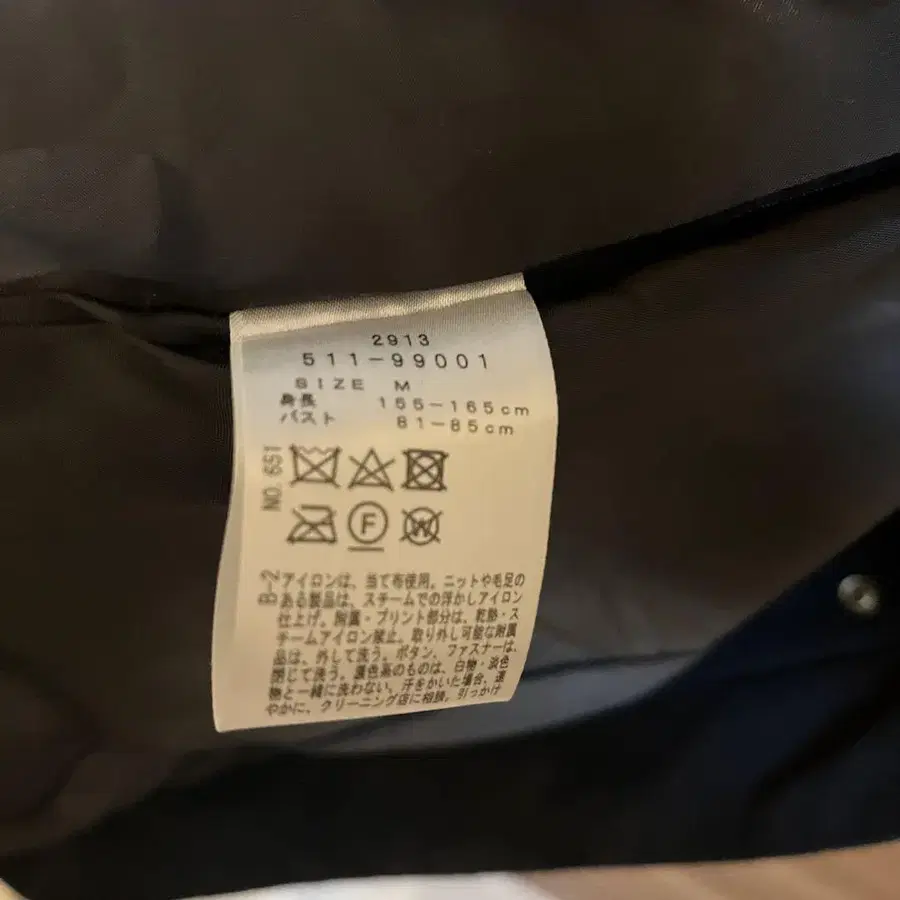 2913
511-99001
SIZE M
身長 155-165cm
バスト 81-85cm
NO. 651
F
W
B-2
アイロンは、当て布使用。ニットや毛足の
ある製品は、スチームでの浮かしアイロン
仕上げ。附属・プリント部分は、乾熱・ス
チームアイロン禁止。取り外し可能な附属
品は、外して洗う。ボタン、ファスナーは、
閉じて洗う。濃色系のものは、白物・淡色
物と一緒に洗わない。汗をかいた場合、速
やかに、クリーニング店に相談。引っかけ